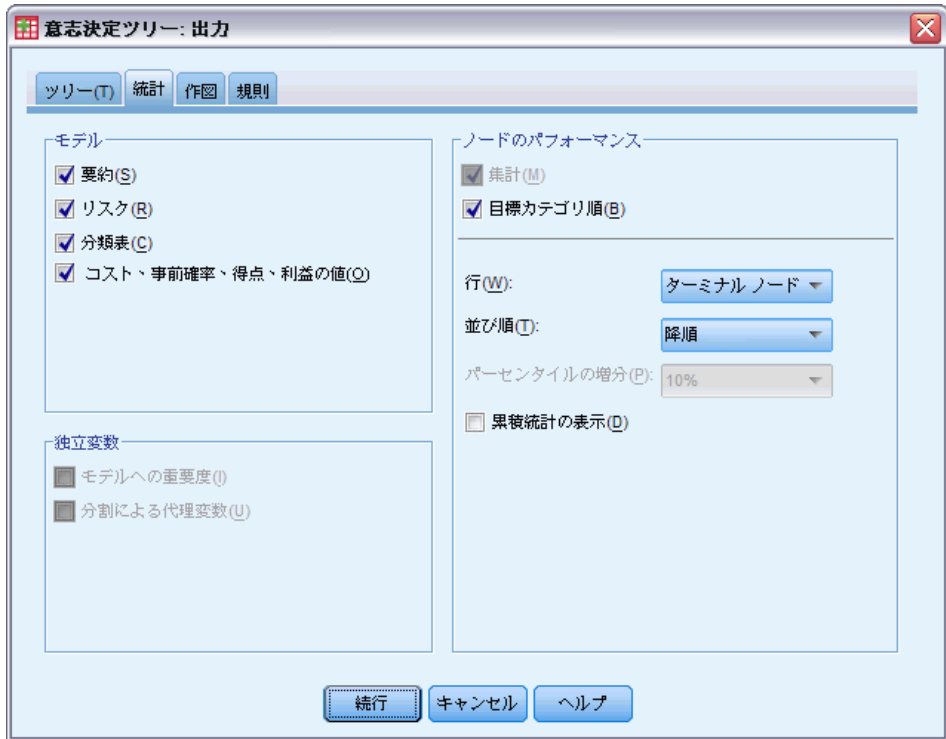 意志決定ツリー: 出力
ツリー(T) 統計 作図 規則
モデル
要約(S)
リスク(R)
分類表(C)
コスト、事前確率、得点、利益の値(O)
独立変数
モデルへの重要度(I)
分割による代理変数(U)
ノードのパフォーマンス
集計(M)
目標カテゴリ順(B)
行(W): ターミナル ノード
並び順(T): 降順
パーセンタイルの増分(P): 10%
累積統計の表示(D)
続行 キャンセル ヘルプ